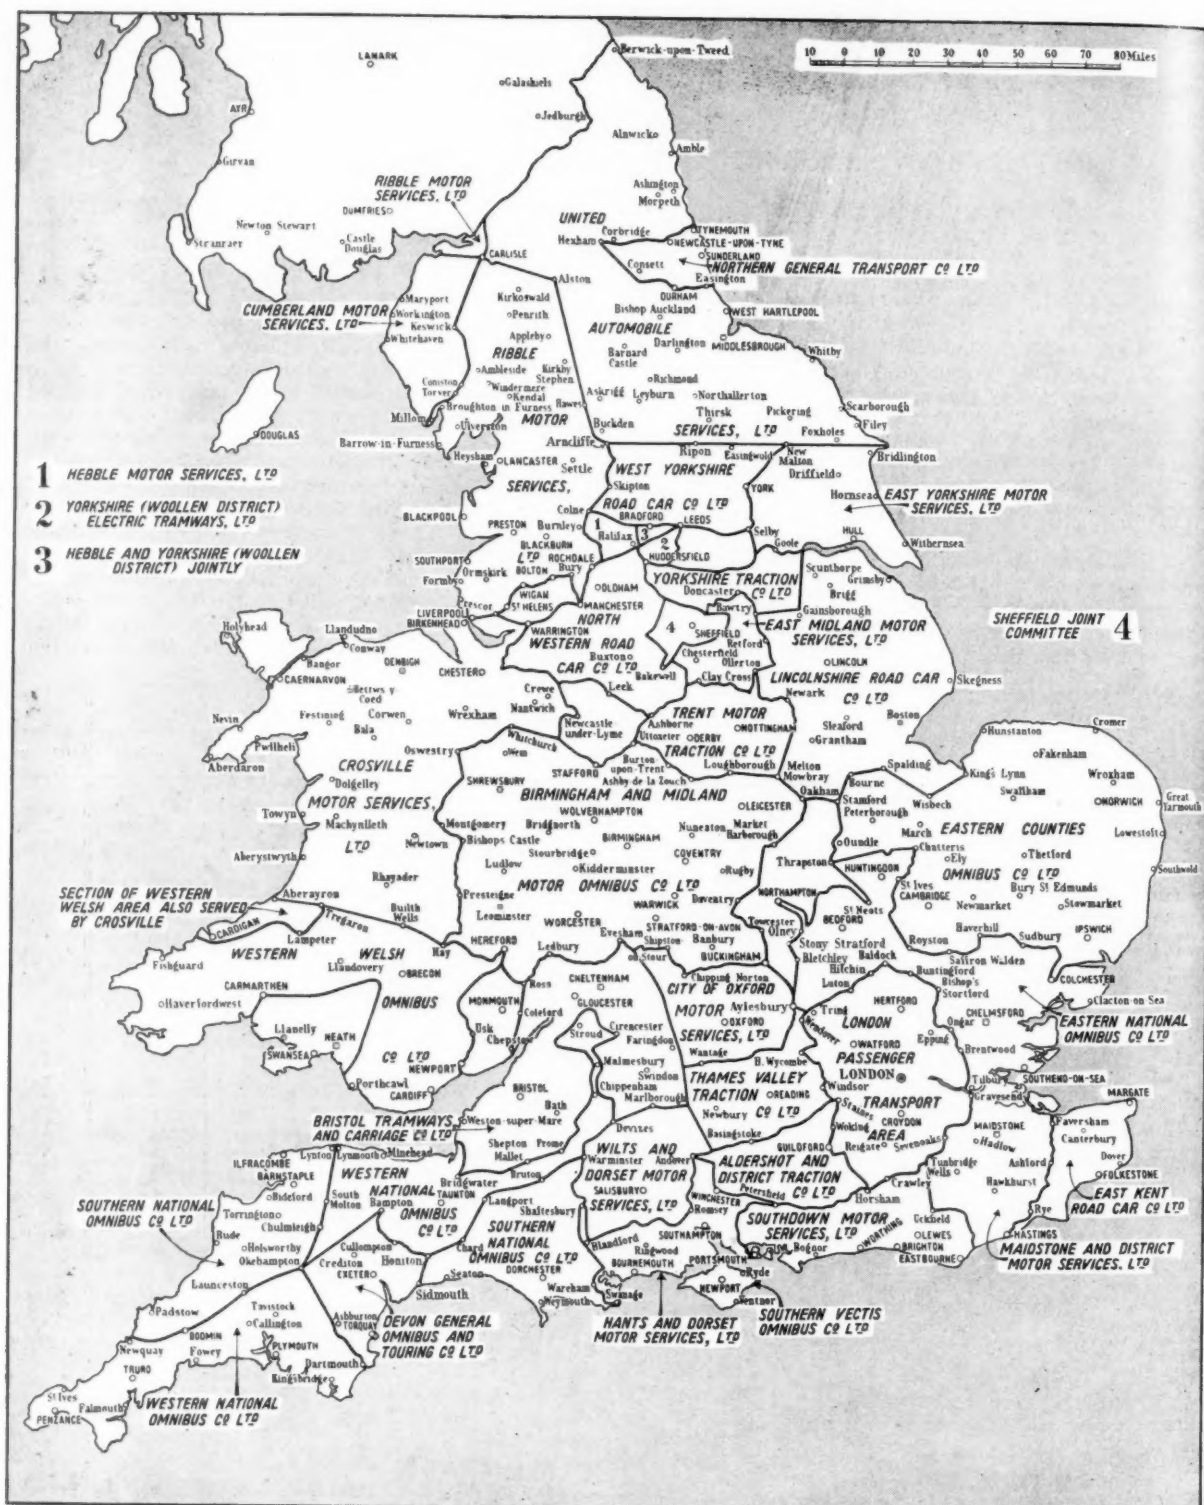 Berwick-upon-Tweed
10 0 10 20 30 40 50 60 70 80 Miles
LANARK
Galashiels
AYR
Jedburgh
Alnwick
Amble
Girvan
Ashington
Morpeth
RIBBLE MOTOR
SERVICES, LTD
DUMFRIES
Newton Stewart
Castle
Douglas
Stranraer
UNITED
TYNEMOUTH
Corbridge
Hexham
NEWCASTLE-UPON-TYNE
SUNDERLAND
CARLISLE
Consett
NORTHERN GENERAL TRANSPORT CO LTD
Easington
Alston
DURHAM
Maryport
Kirkoswald
Bishop Auckland
WEST HARTLEPOOL
CUMBERLAND MOTOR
SERVICES, LTD
Workington
Penrith
Keswick
AUTOMOBILE
Whitehaven
Appleby
Darlington
MIDDLESBROUGH
RIBBLE
Barnard
Castle
Whitby
Ambleside
Kirkby
Stephen
Richmond
Coniston
Windermere
Askrigg
Northallerton
Torver
Kendal
Leyburn
Hawes
Scarborough
Broughton in Furness
Thirsk
Pickering
Millom
Ulverston
MOTOR
Buckden
Filey
SERVICES, LTD
Foxholes
DOUGLAS
Barrow-in-Furness
Arncliffe
Ripon
Easingwold
New
Malton
Bridlington
Heysham
LANCASTER
Settle
WEST YORKSHIRE
Driffield
1 HEBBLE MOTOR SERVICES, LTD
SERVICES,
Skipton
YORK
Hornsea
EAST YORKSHIRE MOTOR
SERVICES, LTD
2 YORKSHIRE (WOOLLEN DISTRICT)
ELECTRIC TRAMWAYS, LTD
ROAD CAR CO LTD
Colne
BLACKPOOL
PRESTON
Burnley
1
BRADFORD
LEEDS
Selby
HULL
3 HEBBLE AND YORKSHIRE (WOOLLEN
DISTRICT) JOINTLY
BLACKBURN
Halifax
3
2
Goole
Withernsea
LTD
HUDDERSFIELD
SOUTHPORT
ROCHDALE
Ormskirk
BOLTON
Bury
YORKSHIRE TRACTION
CO LTD
Scunthorpe
Grimsby
Formby
WIGAN
OLDHAM
Doncaster
Brigg
Prescot
ST HELENS
MANCHESTER
Bawtry
Gainsborough
LIVERPOOL
BIRKENHEAD
NORTH
4
EAST MIDLAND MOTOR
SERVICES, LTD
SHEFFIELD JOINT
COMMITTEE 4
WARRINGTON
SHEFFIELD
Retford
Holyhead
Llandudno
WESTERN ROAD
CAR CO LTD
Chesterfield
Conway
Buxton
Ollerton
LINCOLN
Bangor
DENBIGH
CHESTER
Bakewell
Clay Cross
LINCOLNSHIRE ROAD CAR
CO LTD
CAERNARVON
Skegness
Bettws y
Coed
Crewe
Leek
Newark
Nantwich
Nevin
Festiniog
Corwen
Wrexham
TRENT MOTOR
TRACTION CO LTD
Boston
Bala
Newcastle
under-Lyme
Ashborne
NOTTINGHAM
Sleaford
Cromer
Pwllheli
Whitchurch
Uttoxeter
DERBY
Grantham
Hunstanton
Aberdaron
Oswestry
Wem
Fakenham
CROSVILLE
Burton
upon-Trent
Loughborough
Melton
Mowbray
Spalding
King's Lynn
Dolgelley
STAFFORD
Bourne
Wroxham
SHREWSBURY
Ashby de la Zouch
Oakham
Swaffham
MOTOR SERVICES,
LTD
BIRMINGHAM AND MIDLAND
Stamford
Wisbech
NORWICH
Great
Yarmouth
Towyn
WOLVERHAMPTON
LEICESTER
Peterborough
Machynlleth
Montgomery
Bridgnorth
March
EASTERN COUNTIES
Bishops Castle
Nuneaton
Market
Harborough
Lowestoft
Newtown
BIRMINGHAM
Oundle
Chatteris
Stourbridge
COVENTRY
Ely
Thetford
Aberystwyth
Ludlow
Kidderminster
Rugby
Thrapston
HUNTINGDON
OMNIBUS CO LTD
Southwold
Rhayader
MOTOR OMNIBUS CO LTD
St Ives
Bury St Edmunds
SECTION OF WESTERN
WELSH AREA ALSO SERVED
BY CROSVILLE
Aberayron
Presteigne
NORTHAMPTON
CAMBRIDGE
Builth
Wells
Leominster
WARWICK
Daventry
St Neots
Newmarket
Stowmarket
CARDIGAN
Tregaron
WORCESTER
STRATFORD-ON-AVON
Towcester
BEDFORD
Lampeter
Evesham
Olney
Haverhill
IPSWICH
WESTERN
WELSH
Hay
HEREFORD
Ledbury
Shipston
on Stour
Banbury
Stony Stratford
Royston
Sudbury
Fishguard
Llandovery
BUCKINGHAM
Bletchley
Baldock
Saffron Walden
BRECON
CHELTENHAM
Chipping Norton
Hitchin
Buntingford
COLCHESTER
CARMARTHEN
Ross
CITY OF OXFORD
Luton
Bishop's
Stortford
Haverfordwest
OMNIBUS
MONMOUTH
GLOUCESTER
MOTOR
Aylesbury
HERTFORD
Clacton-on Sea
Coleford
Cirencester
Tring
CHELMSFORD
Llanelly
Usk
Stroud
OXFORD
LONDON
Ongar
EASTERN NATIONAL
OMNIBUS CO LTD
NEATH
Chepstow
Faringdon
SERVICES, LTD
Wendover
WATFORD
Epping
SWANSEA
CO LTD
Malmesbury
Wantage
H. Wycombe
PASSENGER
Brentwood
NEWPORT
Swindon
LONDON
Porthcawl
BRISTOL
Chippenham
THAMES VALLEY
Tilbury
SOUTHEND-ON-SEA
CARDIFF
Marlborough
TRACTION
READING
Windsor
TRANSPORT
Gravesend
MARGATE
Bath
Newbury
CO LTD
Staines
BRISTOL TRAMWAYS
AND CARRIAGE CO LTD
Weston-super-Mare
CROYDON
MAIDSTONE
Faversham
Devizes
Woking
AREA
Hadlow
Canterbury
Shepton
Mallet
Frome
WILTS AND
Basingstoke
Reigate
Sevenoaks
Lynton
Lynmouth
Minehead
GUILDFORD
ILFRACOMBE
Warminster
Andover
ALDERSHOT AND
Dover
BARNSTAPLE
WESTERN
Bruton
DORSET MOTOR
DISTRICT TRACTION
CO LTD
Tunbridge
Wells
Ashford
FOLKESTONE
Bridgwater
Crawley
SOUTHERN NATIONAL
OMNIBUS CO LTD
Bideford
South
Molton
NATIONAL
TAUNTON
Langport
SALISBURY
SERVICES, LTD
WINCHESTER
Petersfield
Horsham
Hawkhurst
EAST KENT
ROAD CAR CO LTD
Torrington
Bampton
Shaftesbury
Romsey
Rye
Chulmleigh
OMNIBUS
CO LTD
SOUTHERN
SOUTHDOWN MOTOR
SERVICES, LTD
Uckfield
Bude
NATIONAL
SOUTHAMPTON
LEWES
HASTINGS
Holsworthy
Cullompton
Chard
Blandford
WORTHING
Okehampton
Crediton
Honiton
OMNIBUS CO LTD
Ringwood
PORTSMOUTH
Bognor
BRIGHTON
MAIDSTONE AND DISTRICT
MOTOR SERVICES, LTD
EXETER
DORCHESTER
BOURNEMOUTH
EASTBOURNE
Launceston
Seaton
Ryde
Wareham
NEWPORT
Sidmouth
Swanage
Padstow
Tavistock
Weymouth
Ventnor
Ashburton
Callington
TORQUAY
DEVON GENERAL
OMNIBUS AND
TOURING CO LTD
HANTS AND DORSET
MOTOR SERVICES, LTD
SOUTHERN VECTIS
OMNIBUS CO LTD
BODMIN
Newquay
Fowey
PLYMOUTH
TRURO
Dartmouth
Kingsbridge
St Ives
WESTERN NATIONAL
OMNIBUS CO LTD
PENZANCE
Falmouth